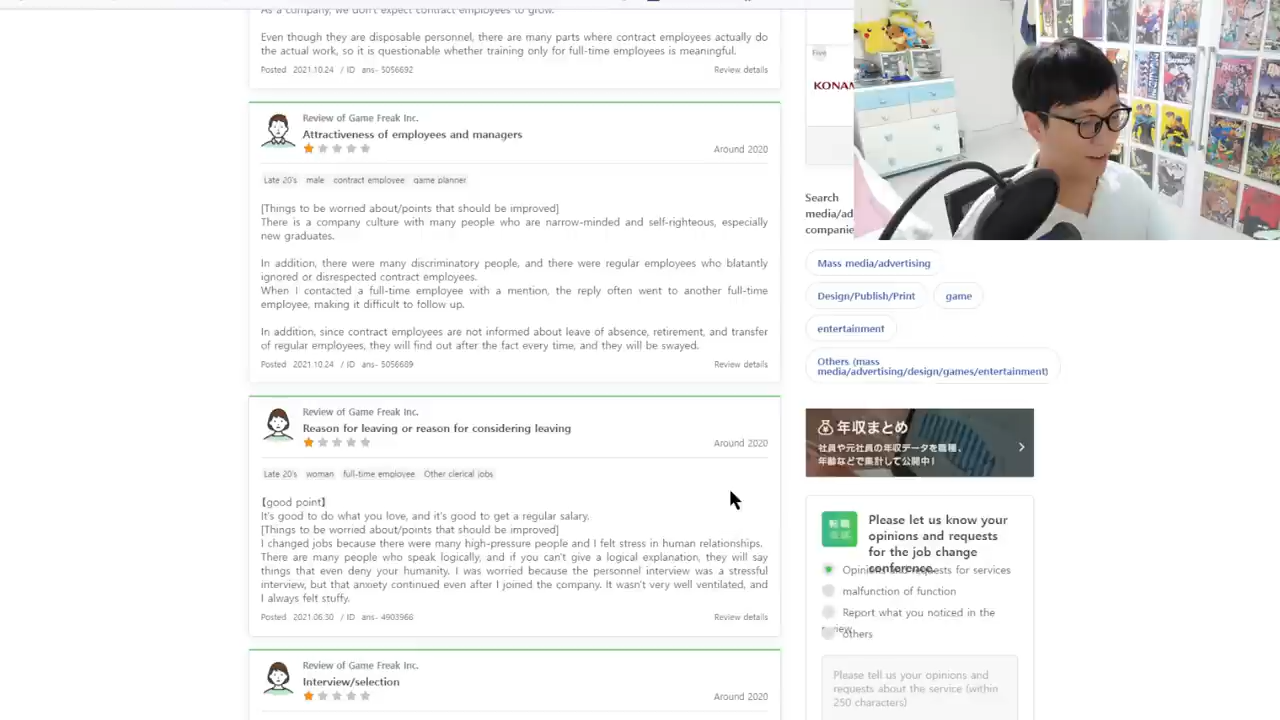 As a company, we don't expect contract employees to grow.
Even though they are disposable personnel, there are many parts where contract employees actually do
the actual work, so it is questionable whether training only for full-time employees is meaningful.
Posted 2021.10.24 / ID ans- 5056692 Review details
Review of Game Freak Inc.
Attractiveness of employees and managers
Around 2020
Late 20's male contract employee game planner
[Things to be worried about/points that should be improved]
There is a company culture with many people who are narrow-minded and self-righteous, especially
new graduates.
In addition, there were many discriminatory people, and there were regular employees who blatantly
ignored or disrespected contract employees.
When I contacted a full-time employee with a mention, the reply often went to another full-time
employee, making it difficult to follow up.
In addition, since contract employees are not informed about leave of absence, retirement, and transfer
of regular employees, they will find out after the fact every time, and they will be swayed.
Posted 2021.10.24 / ID ans- 5056689 Review details
Review of Game Freak Inc.
Reason for leaving or reason for considering leaving
Around 2020
Late 20's woman full-time employee Other clerical jobs
【good point】
It's good to do what you love, and it's good to get a regular salary.
[Things to be worried about/points that should be improved]
I changed jobs because there were many high-pressure people and I felt stress in human relationships.
There are many people who speak logically, and if you can't give a logical explanation, they will say
things that even deny your humanity. I was worried because the personnel interview was a stressful
interview, but that anxiety continued even after I joined the company. It wasn't very well ventilated, and
I always felt stuffy.
Posted 2021.06.30 / ID ans- 4903966 Review details
Review of Game Freak Inc.
Interview/selection
Around 2020
Five
KONAM
Search
media/ad
companie
Mass media/advertising
Design/Publish/Print game
entertainment
Others (mass
media/advertising/design/games/entertainment)
年収まとめ
社員や元社員の年収データを職種、
年齢などで集計して公開中！
転職
Please let us know your
opinions and requests
for the job change
conference.
Opinions and requests for services
malfunction of function
Report what you noticed in the
review
others
Please tell us your opinions and
requests about the service (within
250 characters)